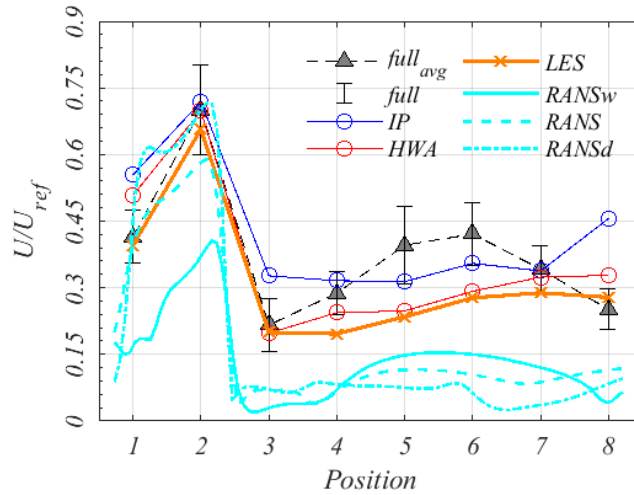 0.9
0.75
0.6
0.45
0.3
0.15
0
U/U_ref
1 2 3 4 5 6 7 8
Position
full_avg
full
IP
HWA
LES
RANSw
RANS
RANSd